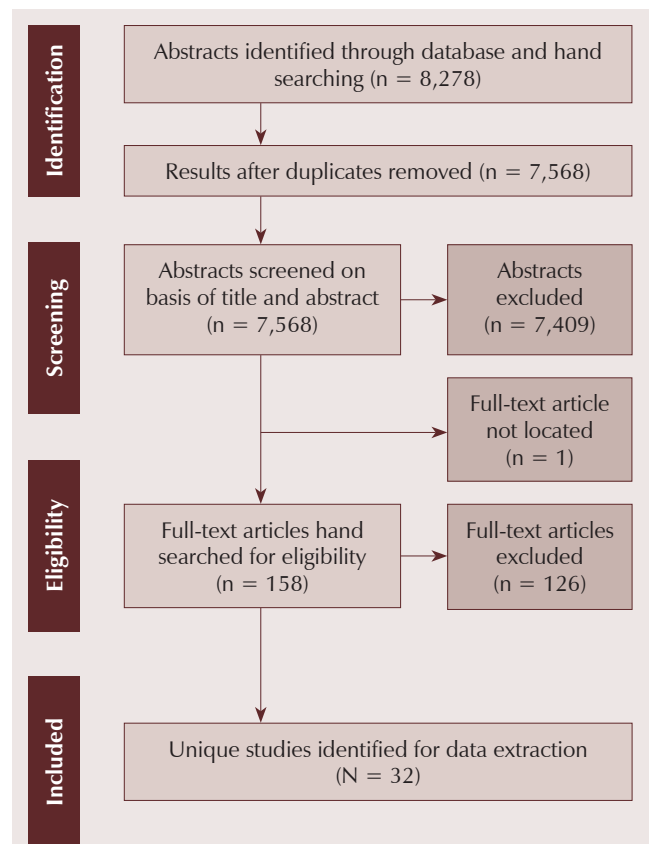 Identification
Abstracts identified through database and hand
searching (n = 8,278)
Results after duplicates removed (n = 7,568)
Screening
Abstracts screened on
basis of title and abstract
(n = 7,568)
Abstracts
excluded
(n = 7,409)
Full-text article
not located
(n = 1)
Eligibility
Full-text articles hand
searched for eligibility
(n = 158)
Full-text articles
excluded
(n = 126)
Included
Unique studies identified for data extraction
(N = 32)